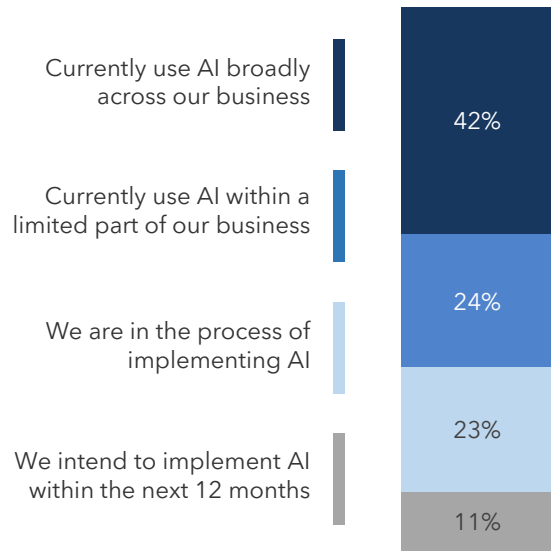 Currently use AI broadly
across our business
42%
Currently use AI within a
limited part of our business
24%
We are in the process of
implementing AI
23%
We intend to implement AI
within the next 12 months
11%